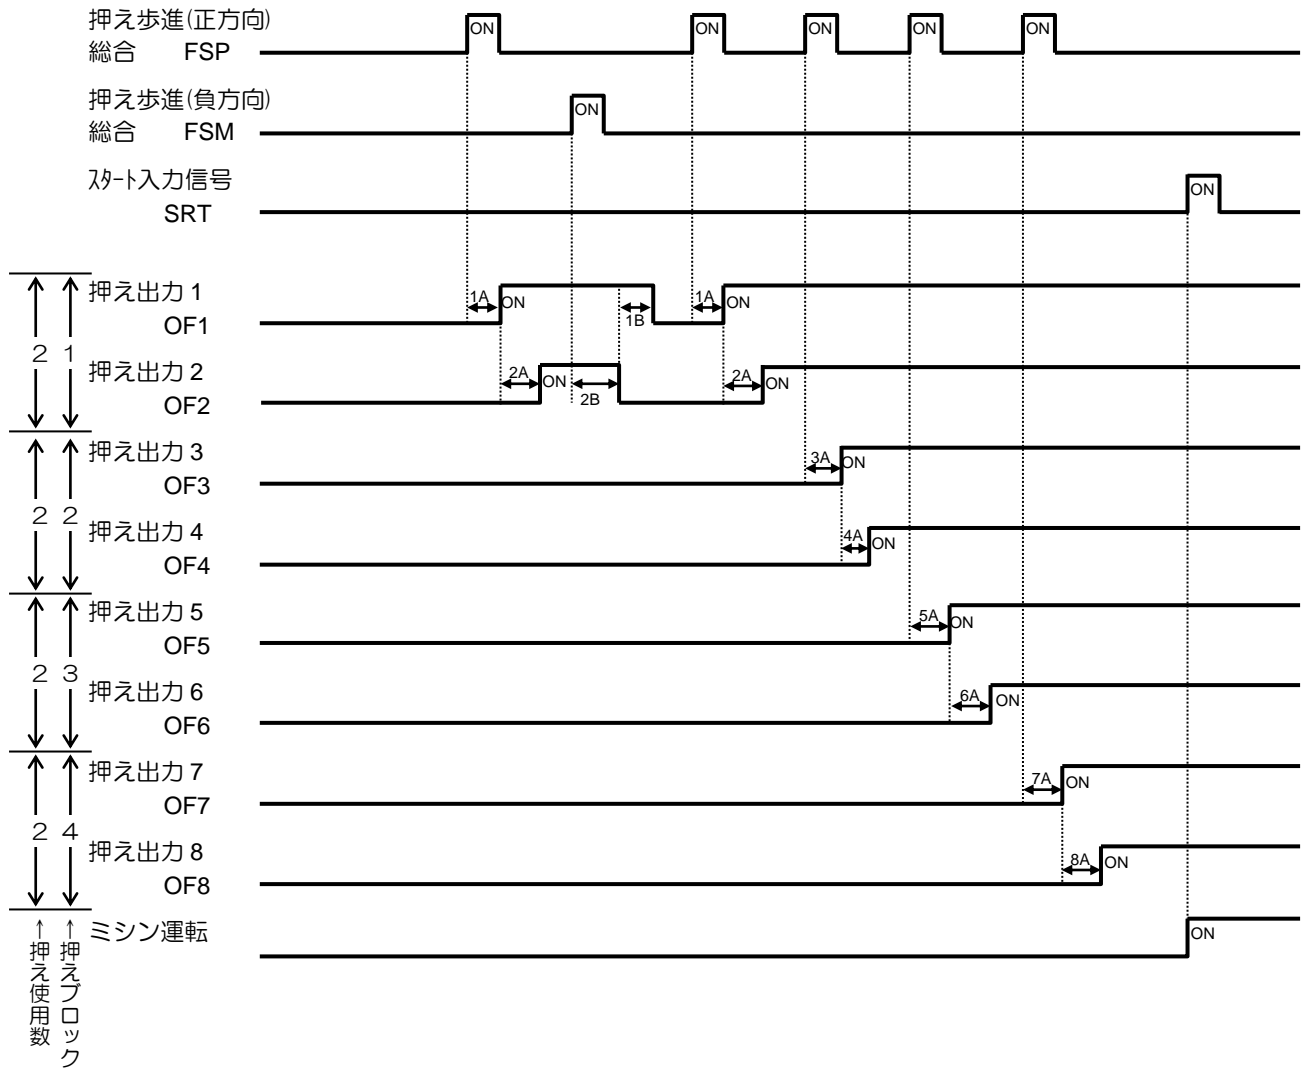 押え歩進(正方向)
総合 FSP
ON ON ON ON ON
押え歩進(負方向)
総合 FSM
ON
ｽﾀｰﾄ入力信号
SRT
ON
押え出力 1
OF1
1A ON 1B 1A ON
2 1
押え出力 2
OF2
2A ON 2B 2A ON
押え出力 3
OF3
3A ON
2 2
押え出力 4
OF4
4A ON
押え出力 5
OF5
5A ON
2 3
押え出力 6
OF6
6A ON
押え出力 7
OF7
7A ON
2 4
押え出力 8
OF8
8A ON
ミシン運転
ON
←押えブロック
←押え使用数